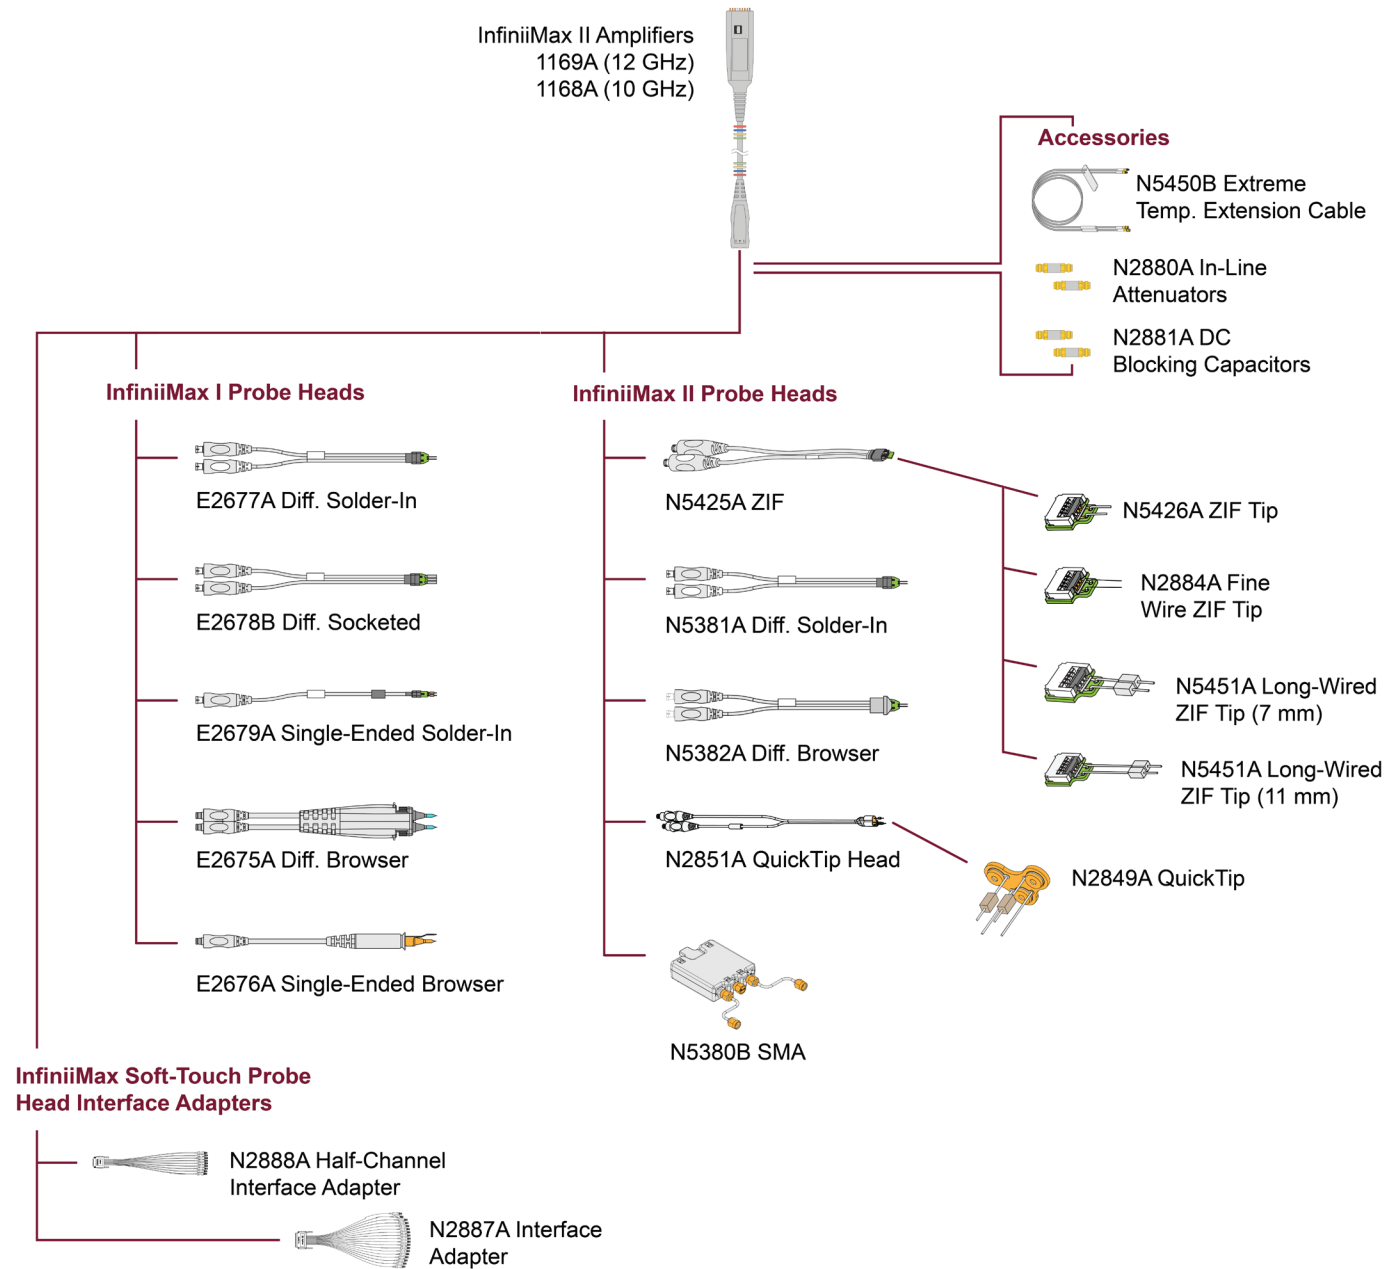 InfiniiMax II Amplifiers
1169A (12 GHz)
1168A (10 GHz)
Accessories
N5450B Extreme
Temp. Extension Cable
N2880A In-Line
Attenuators
N2881A DC
Blocking Capacitors
InfiniiMax I Probe Heads
E2677A Diff. Solder-In
E2678B Diff. Socketed
E2679A Single-Ended Solder-In
E2675A Diff. Browser
E2676A Single-Ended Browser
InfiniiMax II Probe Heads
N5425A ZIF
N5381A Diff. Solder-In
N5382A Diff. Browser
N2851A QuickTip Head
N5380B SMA
N5426A ZIF Tip
N2884A Fine
Wire ZIF Tip
N5451A Long-Wired
ZIF Tip (7 mm)
N5451A Long-Wired
ZIF Tip (11 mm)
N2849A QuickTip
InfiniiMax Soft-Touch Probe
Head Interface Adapters
N2888A Half-Channel
Interface Adapter
N2887A Interface
Adapter